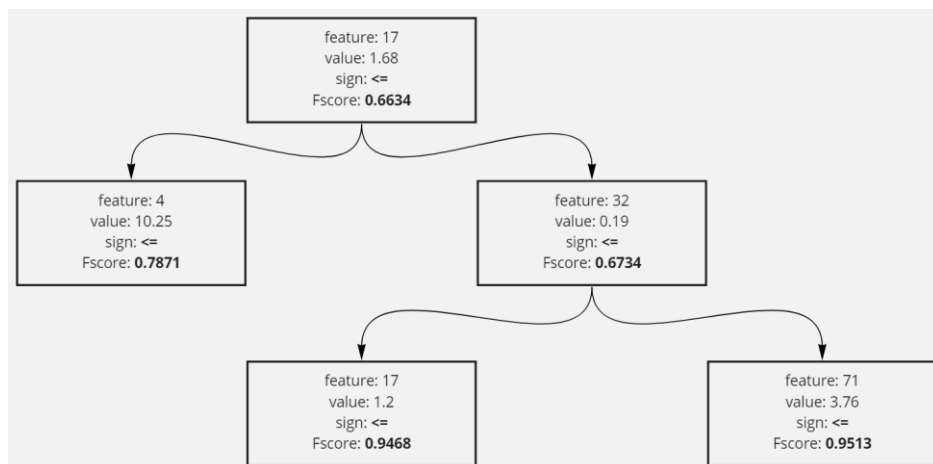 feature: 17
value: 1.68
sign: <=
Fscore: 0.6634
feature: 4
value: 10.25
sign: <=
Fscore: 0.7871
feature: 32
value: 0.19
sign: <=
Fscore: 0.6734
feature: 17
value: 1.2
sign: <=
Fscore: 0.9468
feature: 71
value: 3.76
sign: <=
Fscore: 0.9513